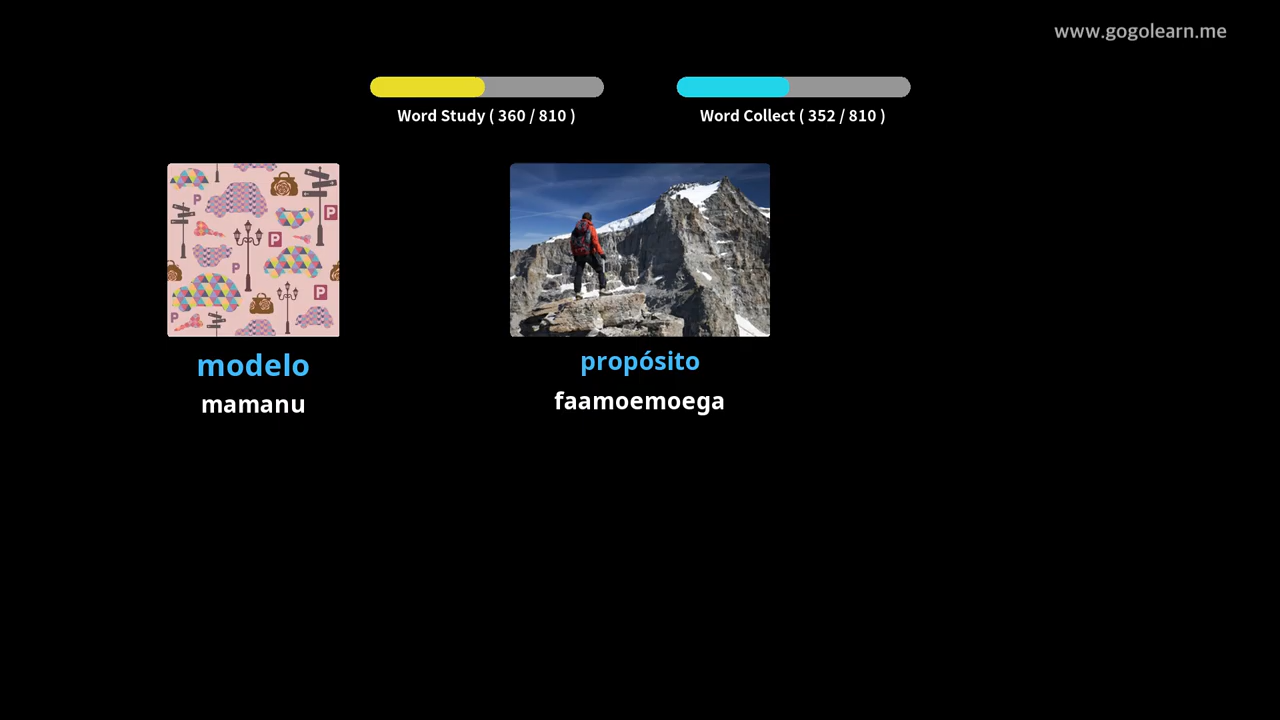 www.gogolearn.me
Word Study ( 360 / 810 )
Word Collect ( 352 / 810 )
P
P
P
P
P
P
modelo
mamanu
propósito
faamoemoega